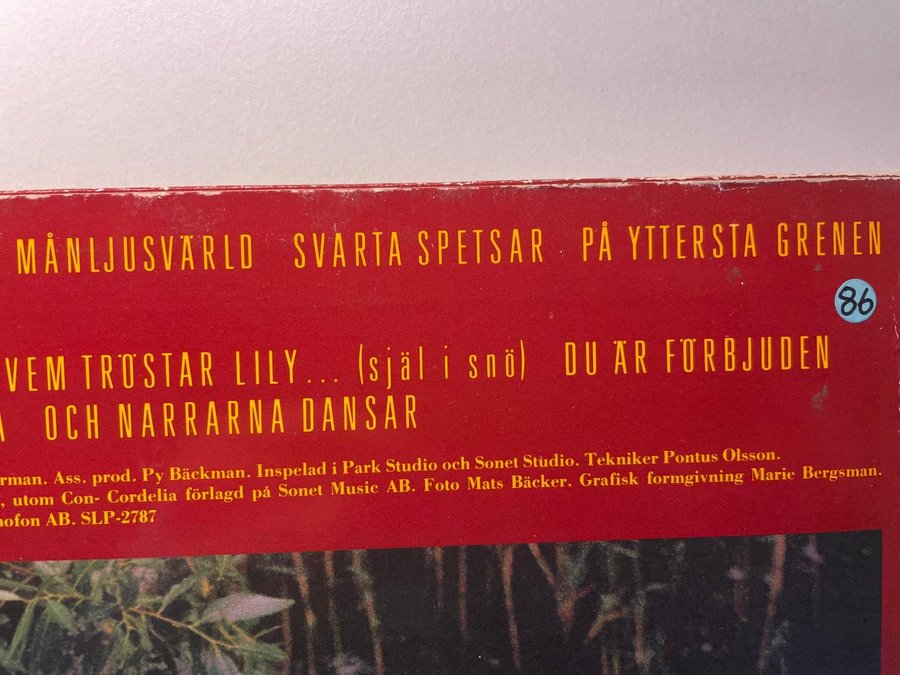 MÅNLJUSVÄRLD SVARTA SPETSAR PÅ YTTERSTA GRENEN
86
VEM TRÖSTAR LILY... (själ i snö) DU ÄR FÖRBJUDEN
A OCH NARRARNA DANSAR
rman. Ass. prod. Py Bäckman. Inspelad i Park Studio och Sonet Studio. Tekniker Pontus Olsson.
, utom Con- Cordelia förlagd på Sonet Music AB. Foto Mats Bäcker. Grafisk formgivning Marie Bergsman.
nofon AB. SLP-2787